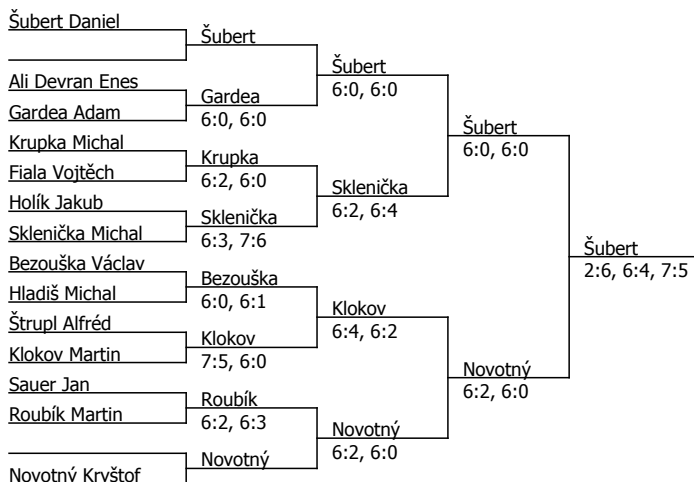 Šubert Daniel
Ali Devran Enes
Gardea Adam
Krupka Michal
Fiala Vojtěch
Holík Jakub
Sklenička Michal
Bezouška Václav
Hladiš Michal
Štrupl Alfréd
Klokov Martin
Sauer Jan
Roubík Martin
Novotný Kryštof
Šubert
Gardea
6:0, 6:0
Krupka
6:2, 6:0
Sklenička
6:3, 7:6
Bezouška
6:0, 6:1
Klokov
7:5, 6:0
Roubík
6:2, 6:3
Novotný
Šubert
6:0, 6:0
Sklenička
6:2, 6:4
Klokov
6:4, 6:2
Novotný
6:2, 6:0
Šubert
6:0, 6:0
Novotný
6:2, 6:0
Šubert
2:6, 6:4, 7:5